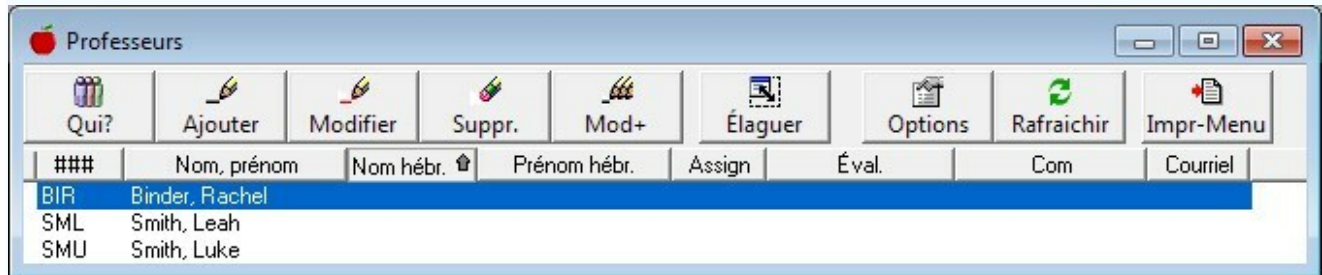 Professeurs
Qui? Ajouter Modifier Suppr. Mod+ Élaguer Options Rafraichir Impr-Menu
### Nom, prénom Nom hébr. Prénom hébr. Assign Éval. Com Courriel
BIR Binder, Rachel
SML Smith, Leah
SMU Smith, Luke